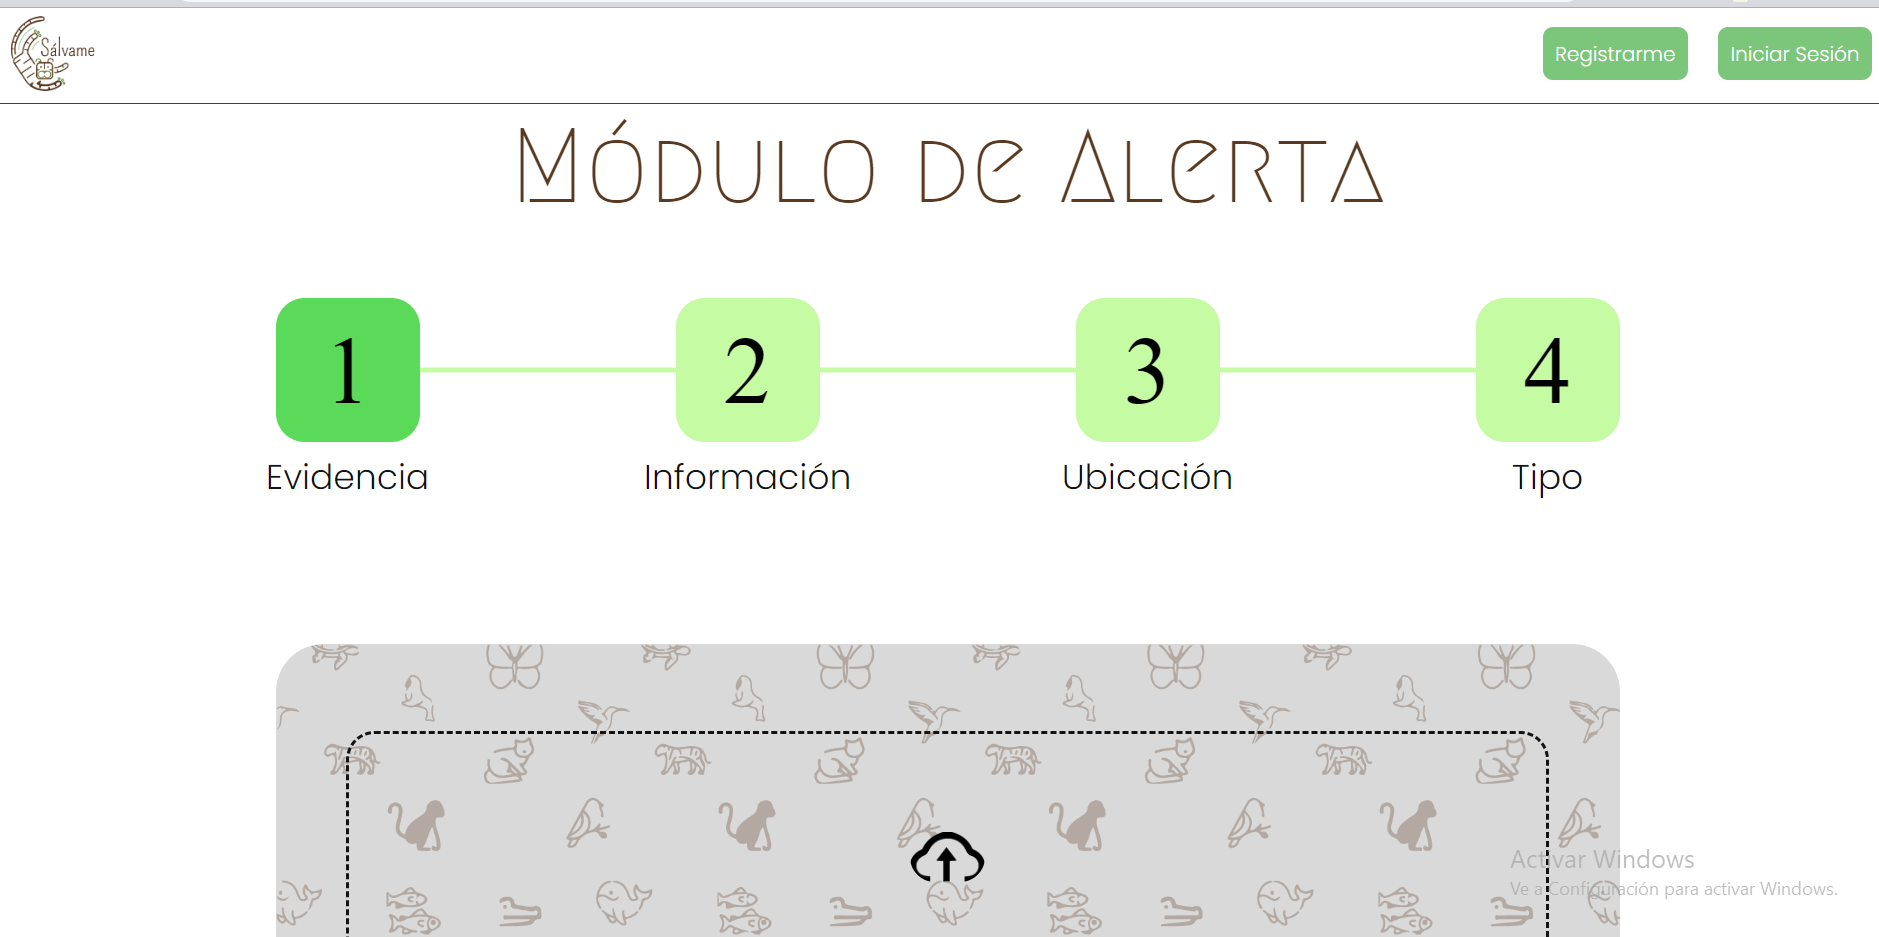 Sálvame
Registrarme
Iniciar Sesión
Módulo de Alerta
1
2
3
4
Evidencia
Información
Ubicación
Tipo
Activar Windows
Ve a Configuración para activar Windows.